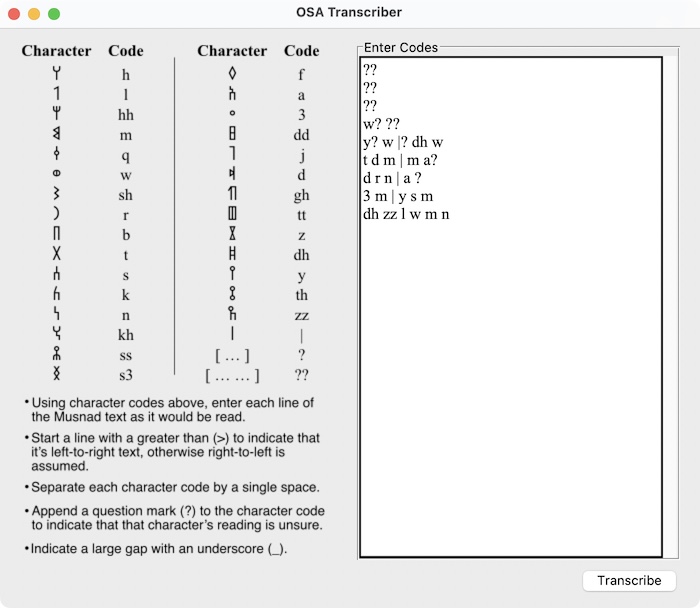 OSA Transcriber
Character Code Character Code
𐩠 h 𐩰 f
𐩡 l 𐩱 a
𐩢 hh 𐩲 3
𐩣 m 𐩳 dd
𐩤 q 𐩴 j
𐩥 w 𐩵 d
𐩦 sh 𐩶 gh
𐩧 r 𐩷 tt
𐩨 b 𐩸 z
𐩩 t 𐩹 dh
𐩪 s 𐩺 y
𐩫 k 𐩻 th
𐩬 n 𐩼 zz
𐩭 kh | |
𐩮 ss [ ... ] ?
𐩯 s3 [ ... ... ] ??
• Using character codes above, enter each line of
the Musnad text as it would be read.
• Start a line with a greater than (>) to indicate that
it's left-to-right text, otherwise right-to-left is
assumed.
• Separate each character code by a single space.
• Append a question mark (?) to the character code
to indicate that that character's reading is unsure.
• Indicate a large gap with an underscore (_).
Enter Codes
??
??
??
w? ??
y? w |? dh w
t d m | m a?
d r n | a ?
3 m | y s m
dh zz l w m n
Transcribe